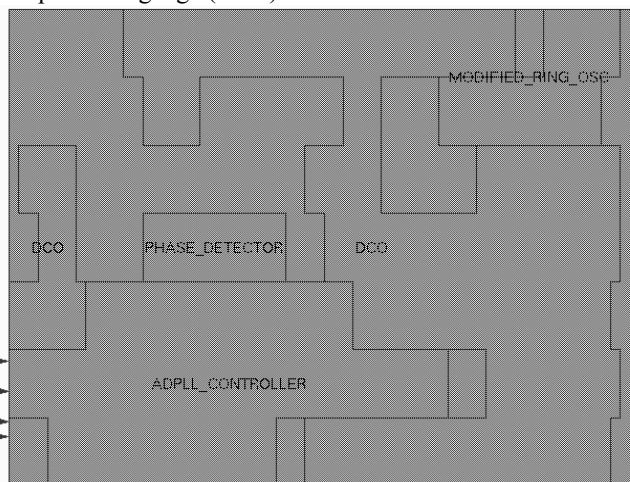 MODIFIED_RING_OSC
DCO
PHASE_DETECTOR
DCO
ADPLL_CONTROLLER